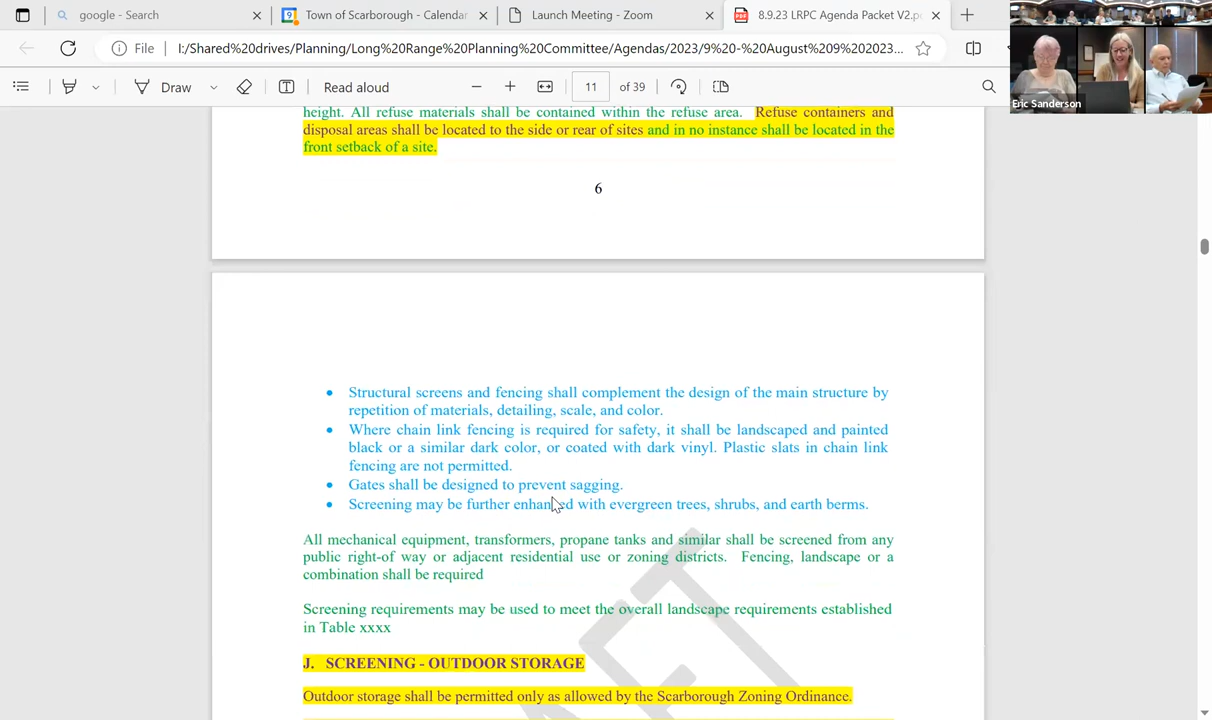 google - Search
Town of Scarborough - Calendar
Launch Meeting - Zoom
8.9.23 LRPC Agenda Packet V2.p
File
I:/Shared%20drives/Planning/Long%20Range%20Planning%20Committee/Agendas/2023/9%20-%20August%209%202023...
Draw
Read aloud
11 of 39
Eric Sanderson
height. All refuse materials shall be contained within the refuse area. Refuse containers and
disposal areas shall be located to the side or rear of sites and in no instance shall be located in the
front setback of a site.
6
• Structural screens and fencing shall complement the design of the main structure by
repetition of materials, detailing, scale, and color.
• Where chain link fencing is required for safety, it shall be landscaped and painted
black or a similar dark color, or coated with dark vinyl. Plastic slats in chain link
fencing are not permitted.
• Gates shall be designed to prevent sagging.
• Screening may be further enhanced with evergreen trees, shrubs, and earth berms.
All mechanical equipment, transformers, propane tanks and similar shall be screened from any
public right-of way or adjacent residential use or zoning districts. Fencing, landscape or a
combination shall be required
Screening requirements may be used to meet the overall landscape requirements established
in Table xxxx
J. SCREENING - OUTDOOR STORAGE
Outdoor storage shall be permitted only as allowed by the Scarborough Zoning Ordinance.